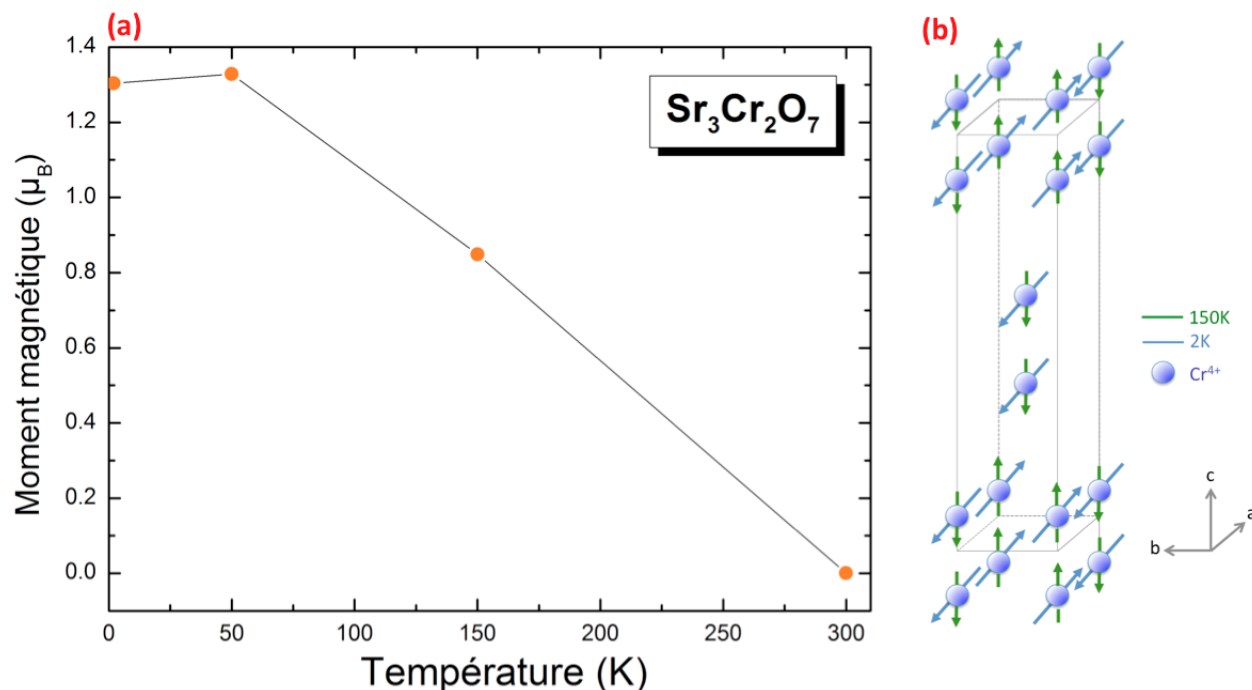 (a)
1.4
1.2
1.0
0.8
0.6
0.4
0.2
0.0
Moment magnétique (μB)
Sr3Cr2O7
0
50
100
150
200
250
300
Température (K)
(b)
150K
2K
Cr4+
c
a
b